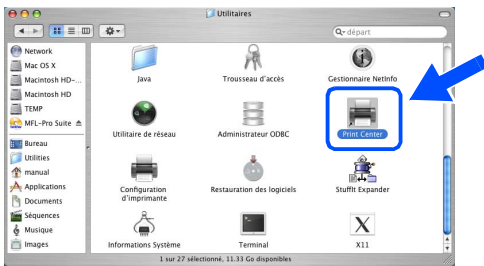 Utilitaires
départ
Network
Mac OS X
Macintosh HD-...
Macintosh HD
TEMP
MFL-Pro Suite
Bureau
Utilities
manual
Applications
Documents
Séquences
Musique
Images
Java
Trousseau d'accès
Gestionnaire NetInfo
Utilitaire de réseau
Administrateur ODBC
Print Center
Configuration
d'imprimante
Restauration des logiciels
StuffIt Expander
Informations Système
Terminal
X11
1 sur 27 sélectionné, 11.33 Go disponibles